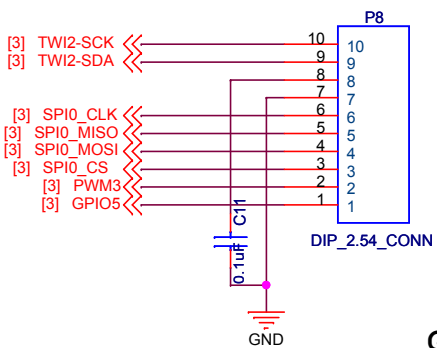 P8
[3] TWI2-SCK 10 10
[3] TWI2-SDA 9 9
8 8
7 7
[3] SPI0_CLK 6 6
[3] SPI0_MISO 5 5
[3] SPI0_MOSI 4 4
[3] SPI0_CS 3 3
[3] PWM3 2 2
[3] GPIO5 1 1
C11
0.1uF
DIP_2.54_CONN
GND